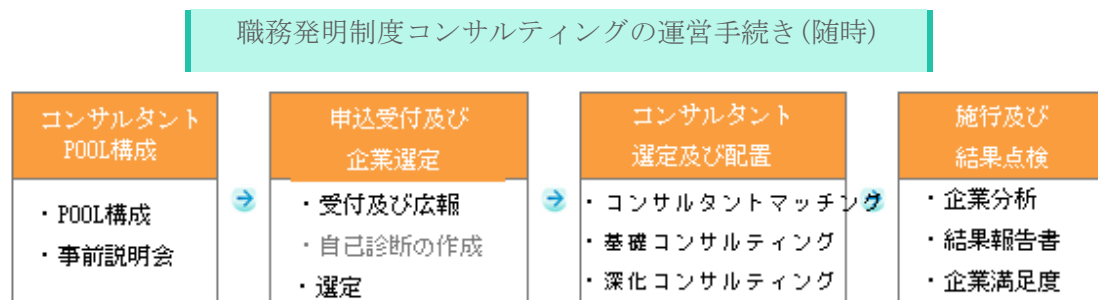 職務発明制度コンサルティングの運営手続き(随時)
コンサルタント
POOL構成
・POOL構成
・事前説明会
申込受付及び
企業選定
・受付及び広報
・自己診断の作成
・選定
コンサルタント
選定及び配置
・コンサルタントマッチング
・基礎コンサルティング
・深化コンサルティング
施行及び
結果点検
・企業分析
・結果報告書
・企業満足度